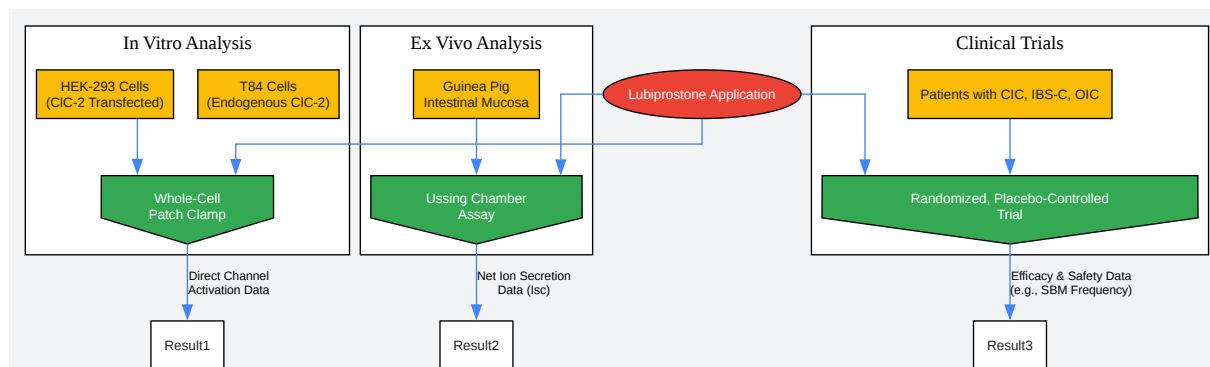 In Vitro Analysis
HEK-293 Cells
(ClC-2 Transfected)
T84 Cells
(Endogenous ClC-2)
Whole-Cell
Patch Clamp
Direct Channel
Activation Data
Result1
Ex Vivo Analysis
Guinea Pig
Intestinal Mucosa
Ussing Chamber
Assay
Net Ion Secretion
Data (Isc)
Result2
Lubiprostone Application
Clinical Trials
Patients with CIC, IBS-C, OIC
Randomized, Placebo-Controlled
Trial
Efficacy & Safety Data
(e.g., SBM Frequency)
Result3